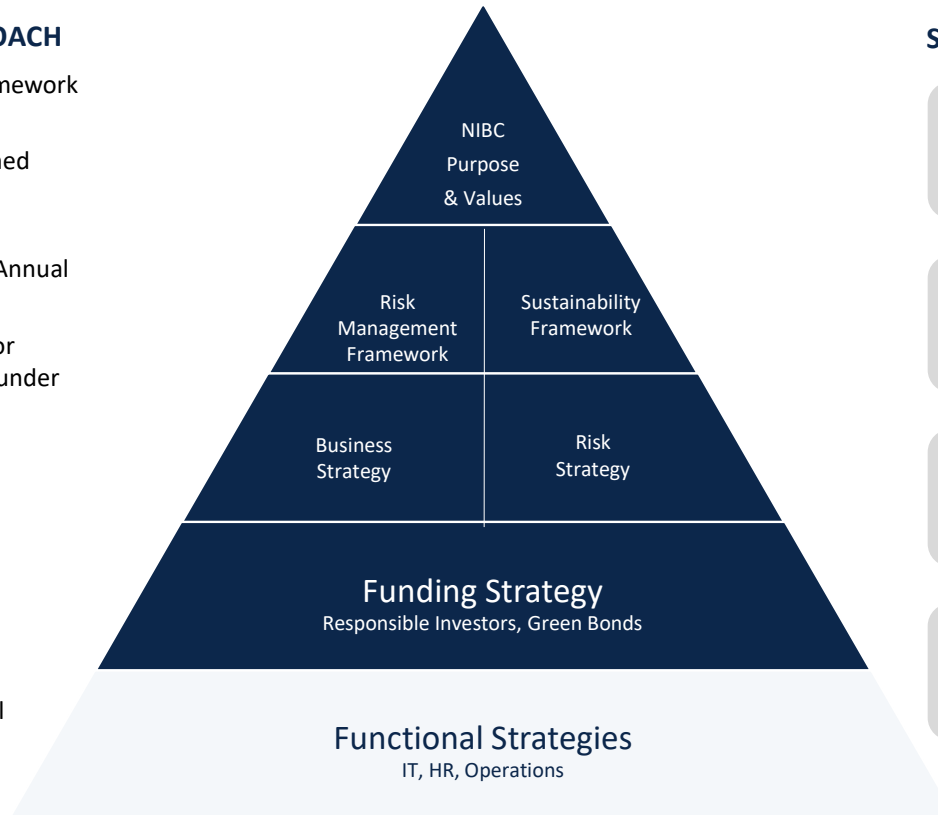 OACH
mework
ned
Annual
or
under
l
NIBC
Purpose
& Values
Risk
Management
Framework
Sustainability
Framework
Business
Strategy
Risk
Strategy
Funding Strategy
Responsible Investors, Green Bonds
Functional Strategies
IT, HR, Operations
S